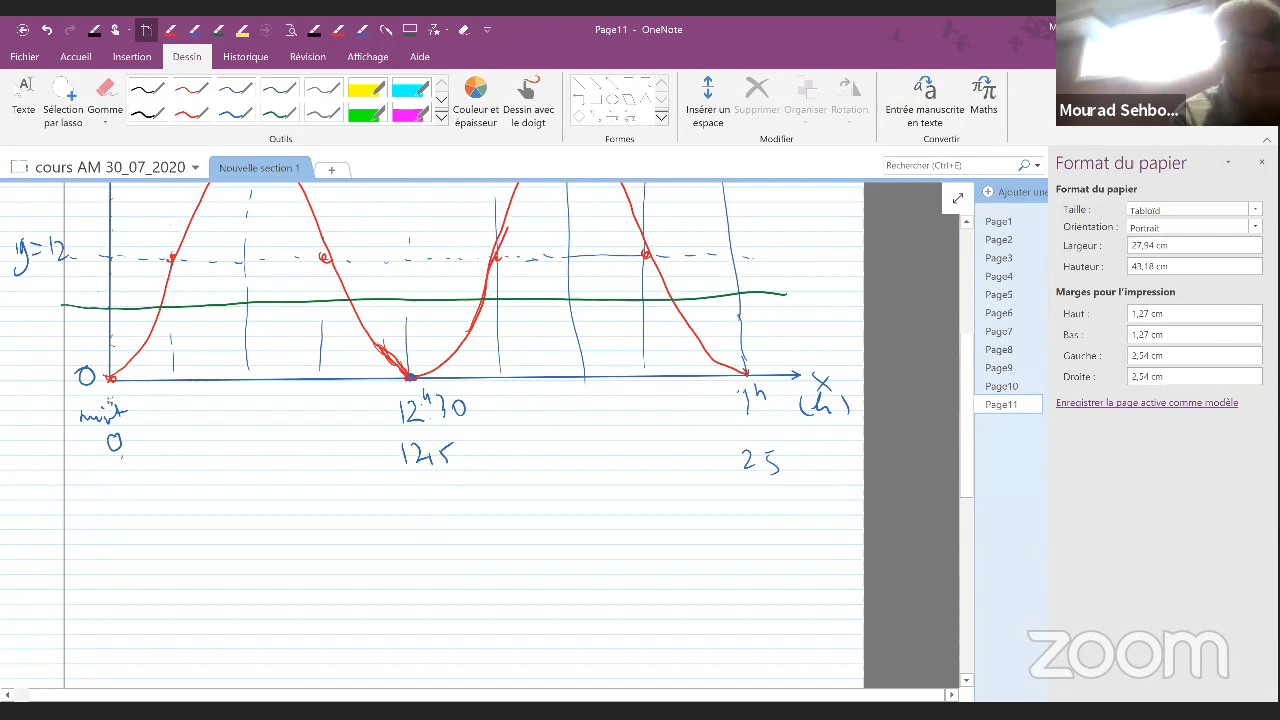 Page11 - OneNote
Fichier Accueil Insertion Dessin Historique Révision Affichage Aide
Texte
Sélection par lasso
Gomme
Couleur et épaisseur
Dessin avec le doigt
Insérer un espace
Supprimer
Organiser
Rotation
Entrée manuscrite en texte
Maths
Outils
Formes
Modifier
Convertir
Mourad Sehbo...
cours AM 30_07_2020
Nouvelle section 1
Rechercher (Ctrl+E)
Ajouter une
Page1
Page2
Page3
Page4
Page5
Page6
Page7
Page8
Page9
Page10
Page11
Format du papier
Format du papier
Taille : Tabloïd
Orientation : Portrait
Largeur : 27,94 cm
Hauteur : 43,18 cm
Marges pour l'impression
Haut : 1,27 cm
Bas : 1,27 cm
Gauche : 2,54 cm
Droite : 2,54 cm
Enregistrer la page active comme modèle
y=12
0
x
(h)
12h30
1h
0
12,5
25
zoom